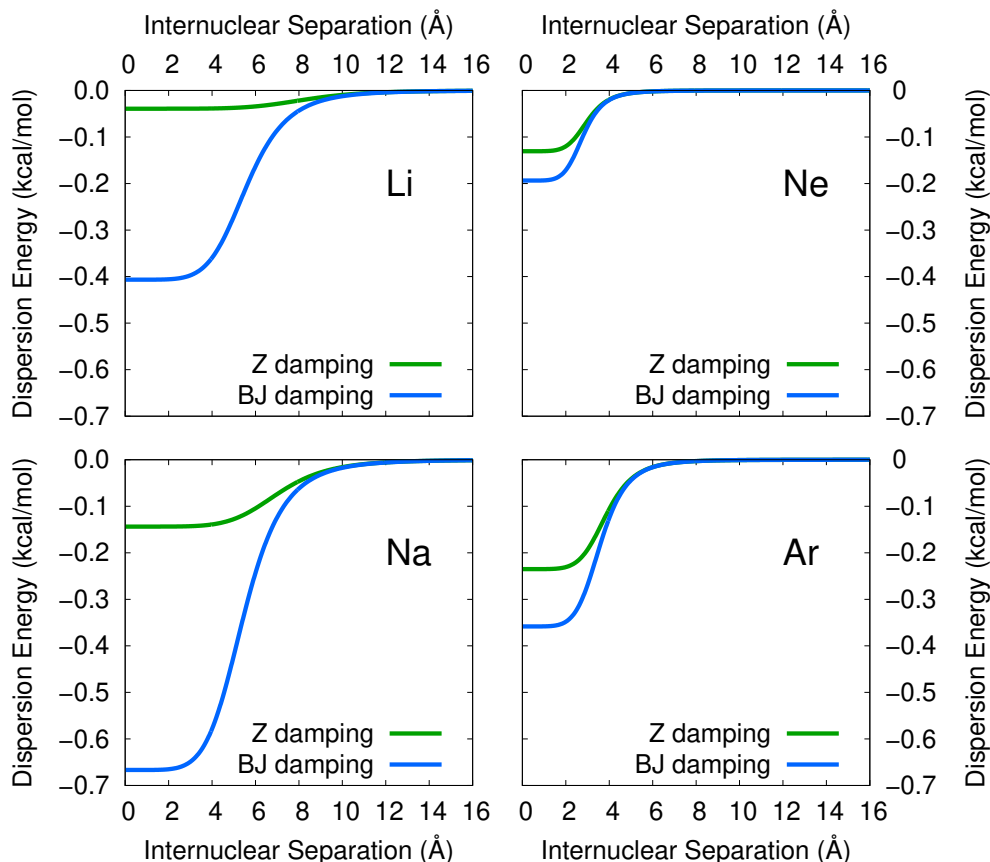 Internuclear Separation (Å) Internuclear Separation (Å)
0 2 4 6 8 10 12 14 16 0 2 4 6 8 10 12 14 16
Dispersion Energy (kcal/mol)
0.0
−0.1
−0.2
−0.3
−0.4
−0.5
−0.6
−0.7
Li
Z damping
BJ damping
Ne
Z damping
BJ damping
0.0
−0.1
−0.2
−0.3
−0.4
−0.5
−0.6
−0.7
Dispersion Energy (kcal/mol)
Dispersion Energy (kcal/mol)
0.0
−0.1
−0.2
−0.3
−0.4
−0.5
−0.6
−0.7
Na
Z damping
BJ damping
Ar
Z damping
BJ damping
0
−0.1
−0.2
−0.3
−0.4
−0.5
−0.6
−0.7
Dispersion Energy (kcal/mol)
0 2 4 6 8 10 12 14 16 0 2 4 6 8 10 12 14 16
Internuclear Separation (Å) Internuclear Separation (Å)